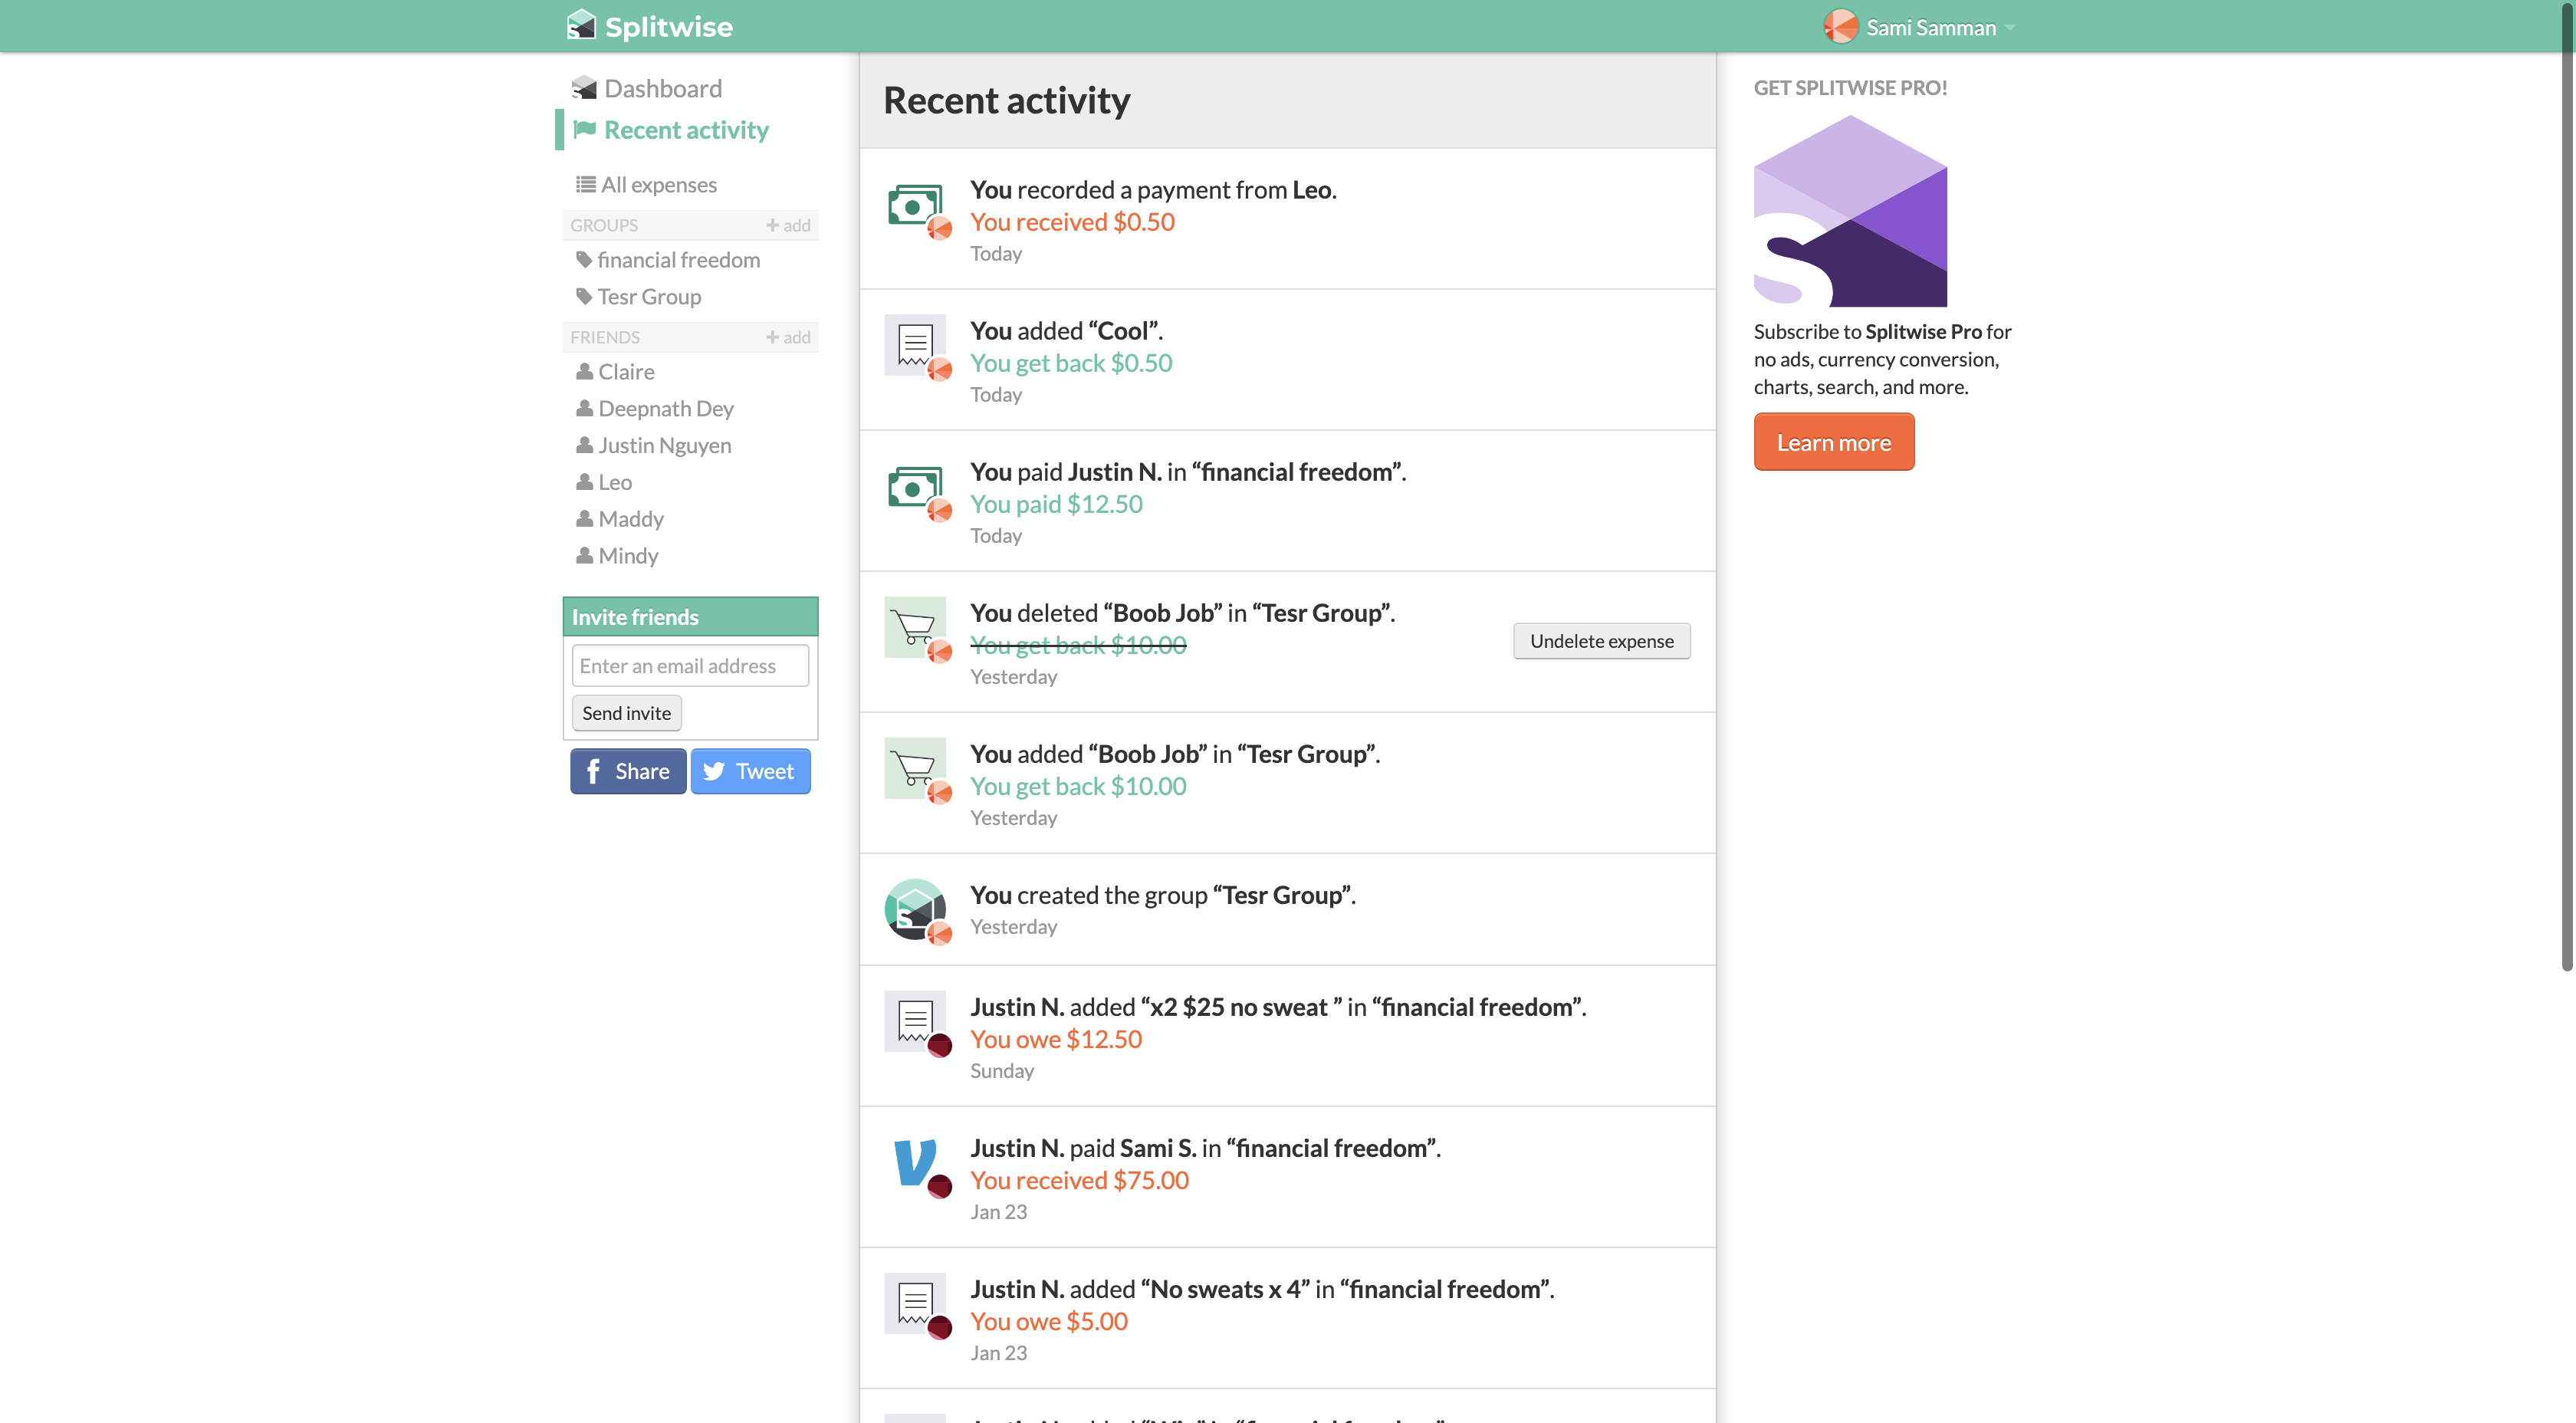 Splitwise
Sami Samman
Dashboard
Recent activity
All expenses
GROUPS
+ add
financial freedom
Tesr Group
FRIENDS
+ add
Claire
Deepnath Dey
Justin Nguyen
Leo
Maddy
Mindy
Invite friends
Enter an email address
Send invite
Share
Tweet
Recent activity
You recorded a payment from Leo.
You received $0.50
Today
You added “Cool”.
You get back $0.50
Today
You paid Justin N. in “financial freedom”.
You paid $12.50
Today
You deleted “Boob Job” in “Tesr Group”.
You get back $10.00
Yesterday
Undelete expense
You added “Boob Job” in “Tesr Group”.
You get back $10.00
Yesterday
You created the group “Tesr Group”.
Yesterday
Justin N. added “x2 $25 no sweat ” in “financial freedom”.
You owe $12.50
Sunday
Justin N. paid Sami S. in “financial freedom”.
You received $75.00
Jan 23
Justin N. added “No sweats x 4” in “financial freedom”.
You owe $5.00
Jan 23
GET SPLITWISE PRO!
Subscribe to Splitwise Pro for
no ads, currency conversion,
charts, search, and more.
Learn more